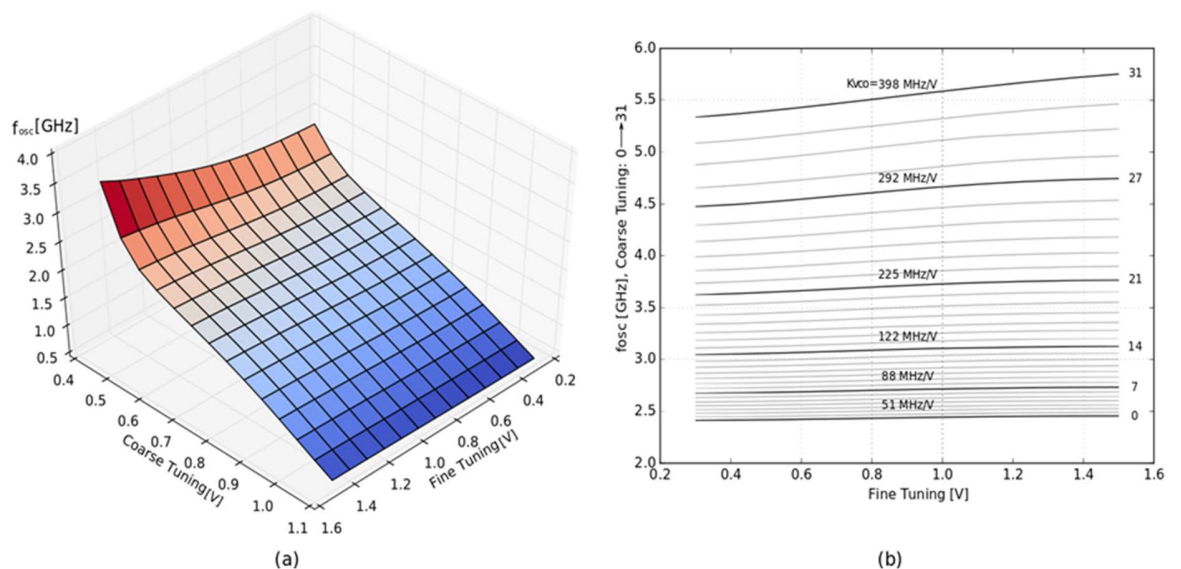 fosc[GHz]
4.0
3.5
3.0
2.5
2.0
1.5
1.0
0.5
0.4
0.5
0.6
0.7
0.8
0.9
1.0
1.1
Coarse Tuning[V]
1.6
1.4
1.2
1.0
0.8
0.6
0.4
0.2
Fine Tuning[V]
(a)
fosc [GHz], Coarse Tuning: 0→31
6.0
5.5
5.0
4.5
4.0
3.5
3.0
2.5
2.0
Kvco=398 MHz/V
31
292 MHz/V
27
225 MHz/V
21
122 MHz/V
14
88 MHz/V
7
51 MHz/V
0
0.2 0.4 0.6 0.8 1.0 1.2 1.4 1.6
Fine Tuning [V]
(b)